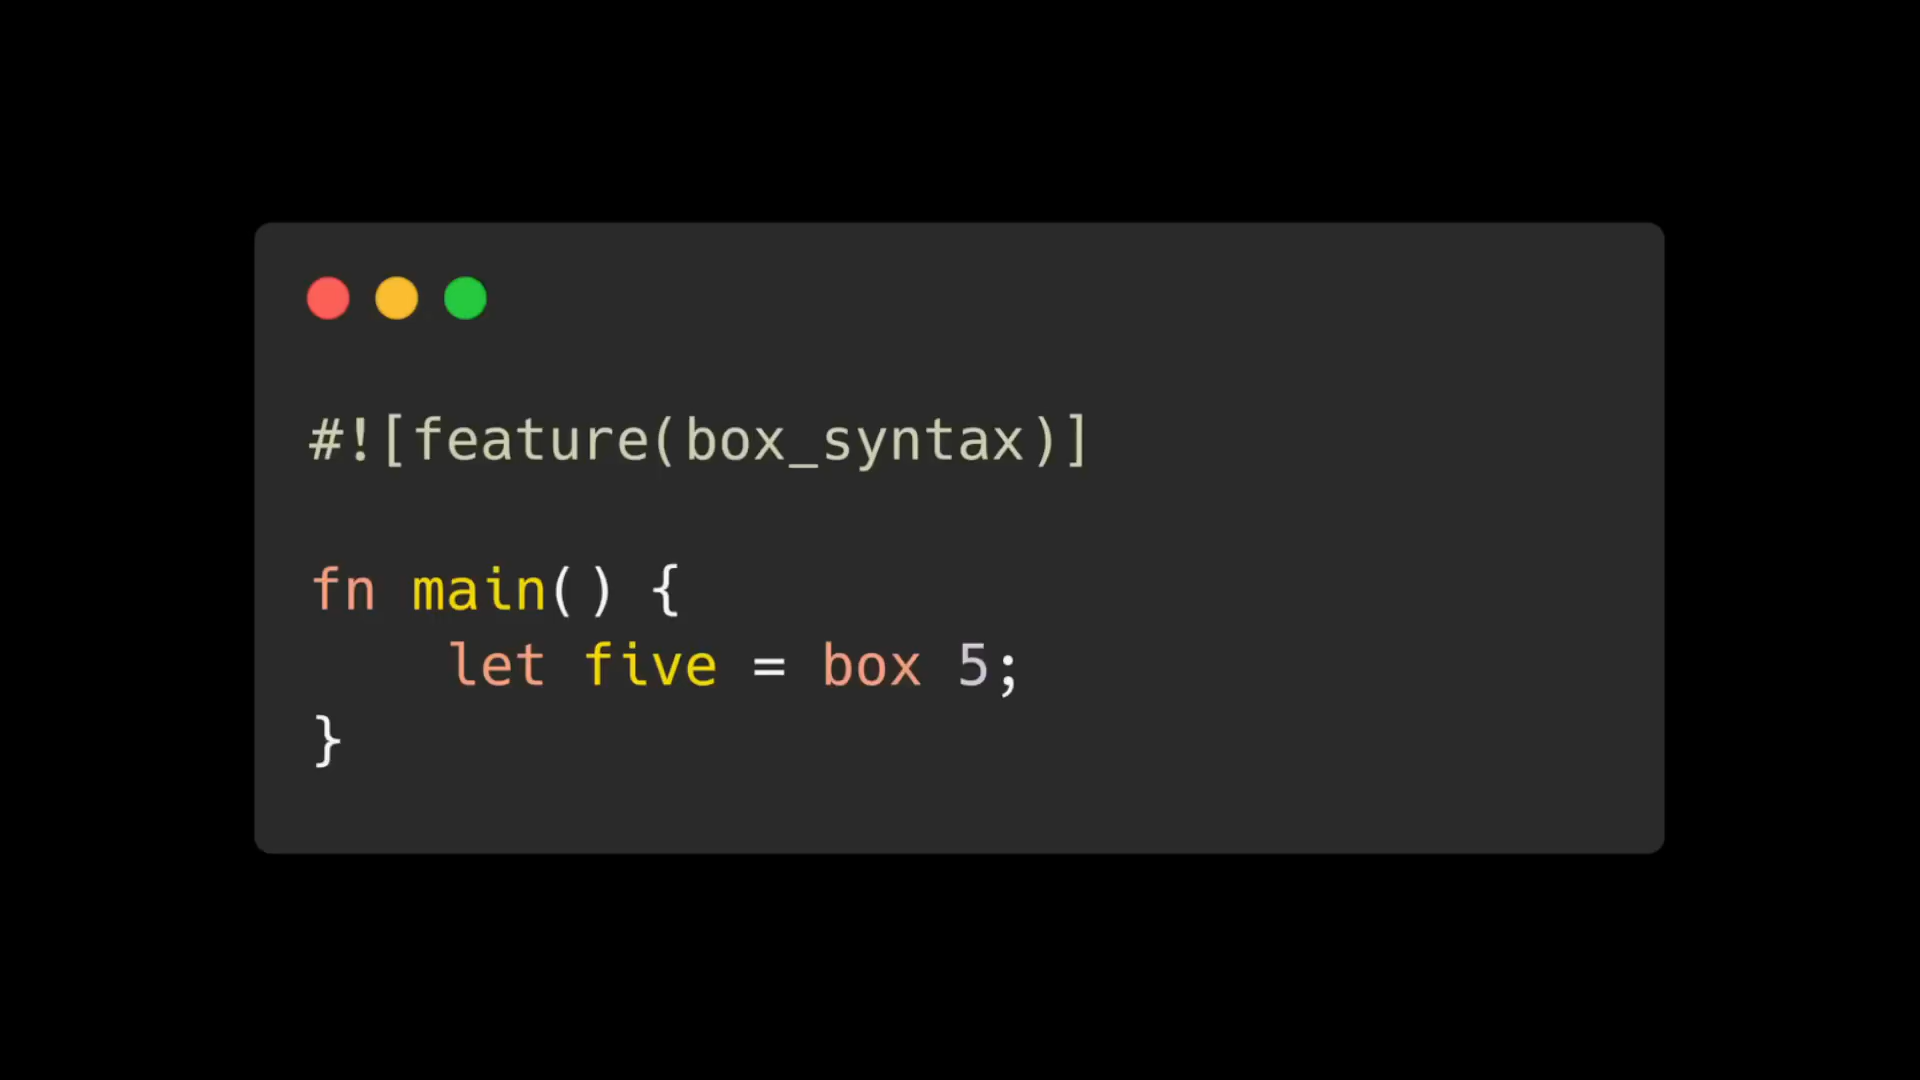 #![feature(box_syntax)]
fn main() {
    let five = box 5;
}